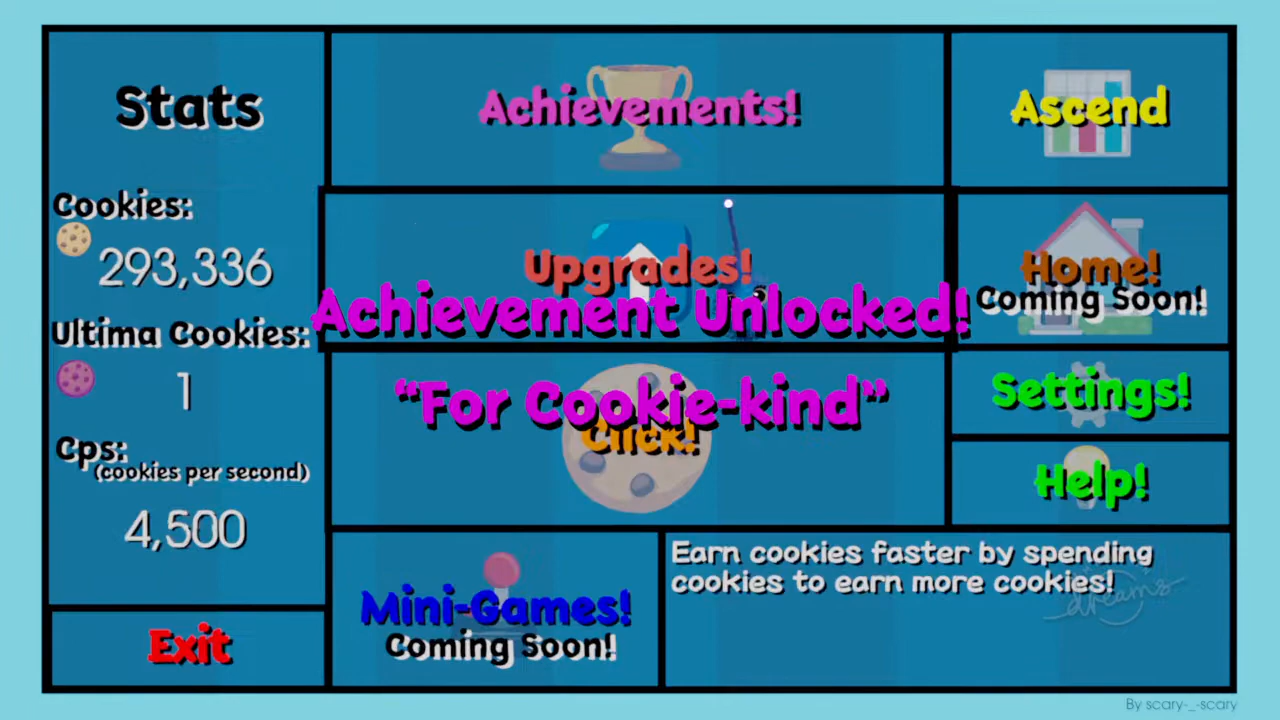 Stats
Cookies:
293,336
Ultima Cookies:
1
Cps:
(cookies per second)
4,500
Exit
Achievements!
Upgrades!
Achievement Unlocked!
“For Cookie-kind”
Click!
Mini-Games!
Coming Soon!
Ascend
Home!
Coming Soon!
Settings!
Help!
Earn cookies faster by spending
cookies to earn more cookies!
dreams
By scary-_-scary